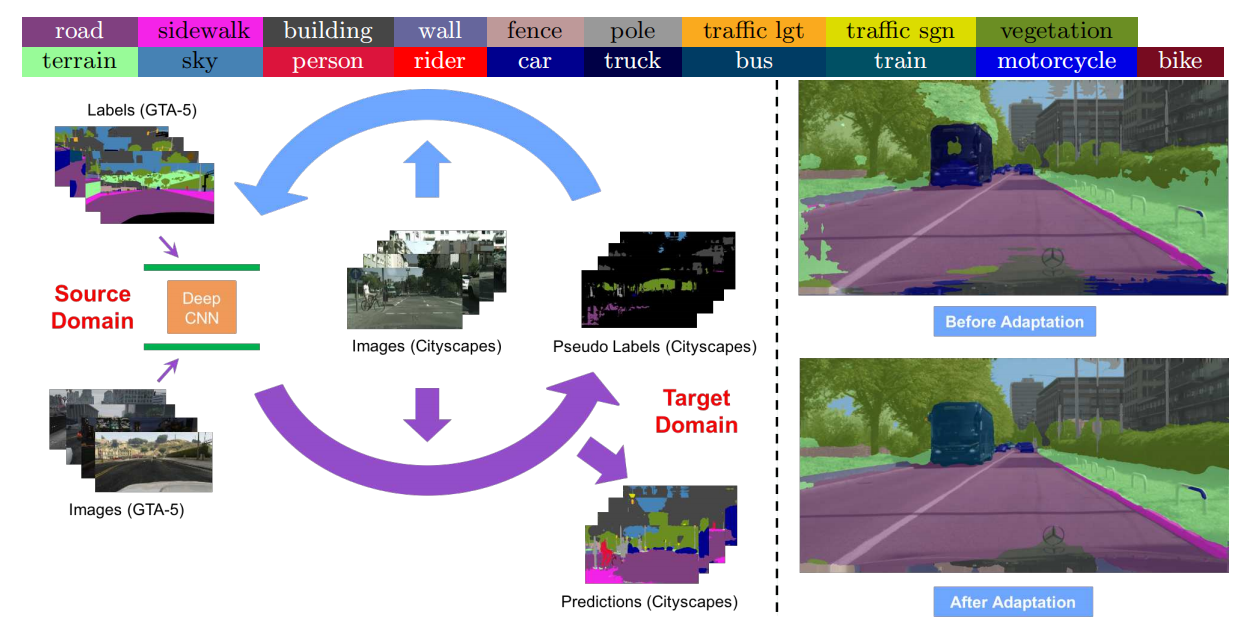 road sidewalk building wall fence pole traffic lgt traffic sgn vegetation
terrain sky person rider car truck bus train motorcycle bike
Labels (GTA-5)
Source
Domain
Deep
CNN
Images (GTA-5)
Images (Cityscapes)
Pseudo Labels (Cityscapes)
Target
Domain
Predictions (Cityscapes)
Before Adaptation
After Adaptation